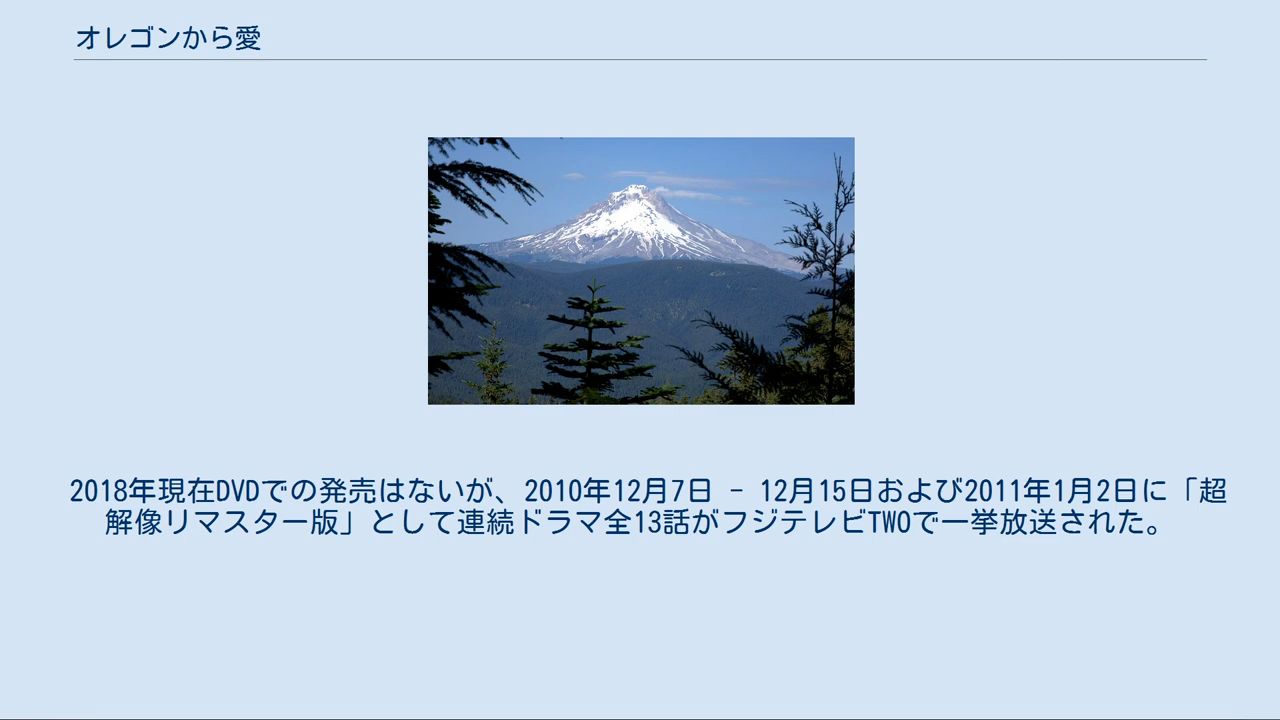 オレゴンから愛
2018年現在DVDでの発売はないが、2010年12月7日 - 12月15日および2011年1月2日に「超
解像リマスター版」として連続ドラマ全13話がフジテレビTWOで一挙放送された。